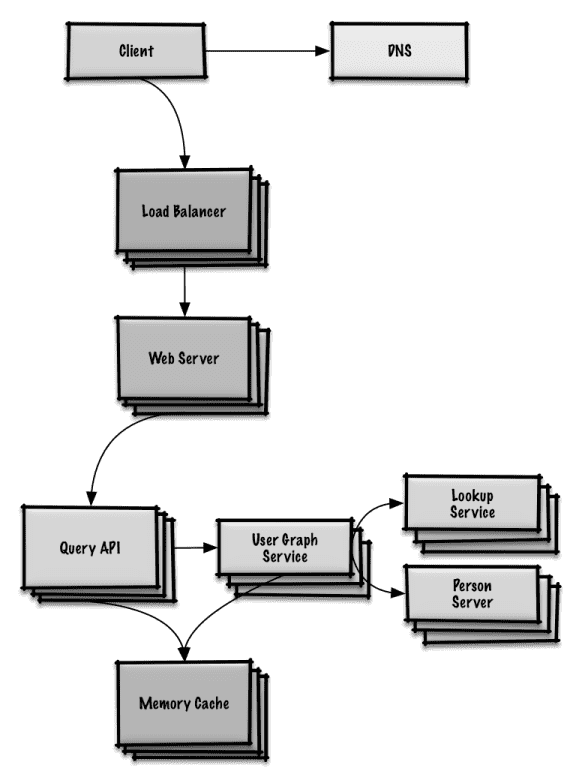 Client
DNS
Load Balancer
Web Server
Query API
User Graph
Service
Lookup
Service
Person
Server
Memory Cache